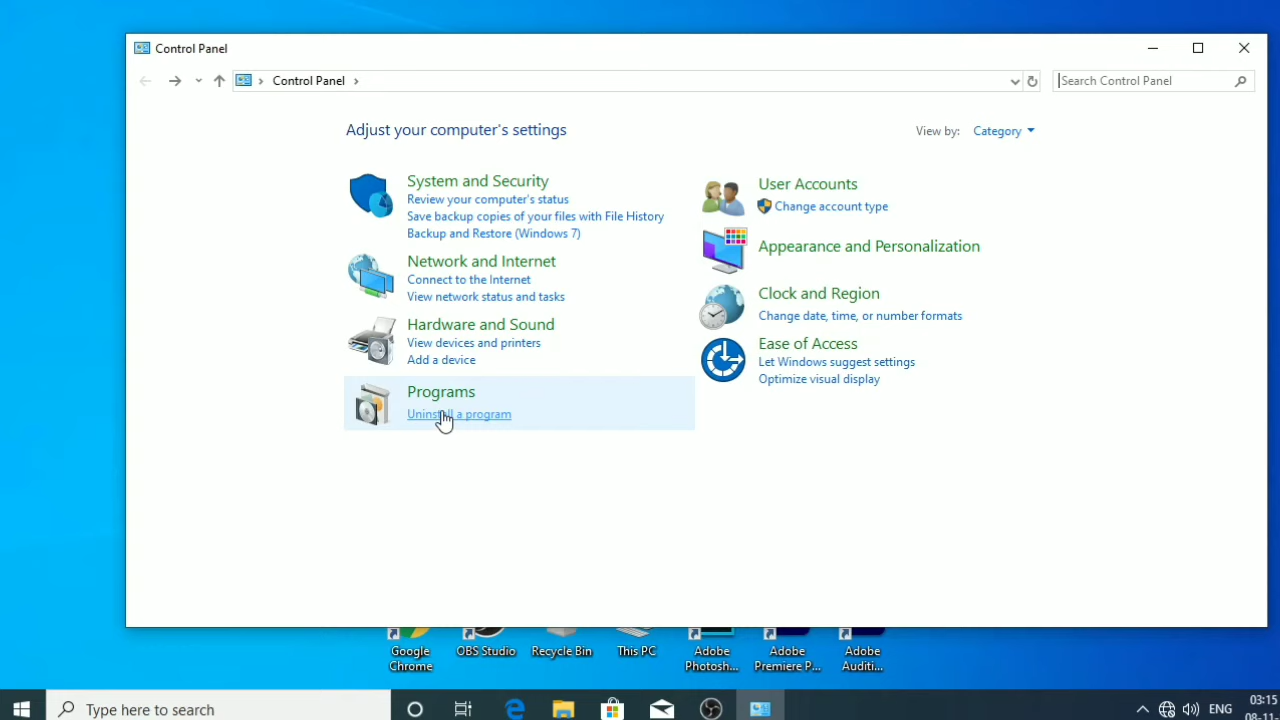 Control Panel
Control Panel
Search Control Panel
Adjust your computer's settings
View by: Category
System and Security
Review your computer's status
Save backup copies of your files with File History
Backup and Restore (Windows 7)
Network and Internet
Connect to the Internet
View network status and tasks
Hardware and Sound
View devices and printers
Add a device
Programs
Uninstall a program
User Accounts
Change account type
Appearance and Personalization
Clock and Region
Change date, time, or number formats
Ease of Access
Let Windows suggest settings
Optimize visual display
Google
Chrome
OBS Studio
Recycle Bin
This PC
Adobe
Photosh...
Adobe
Premiere P...
Adobe
Auditi...
Type here to search
ENG
03:15
08-11-